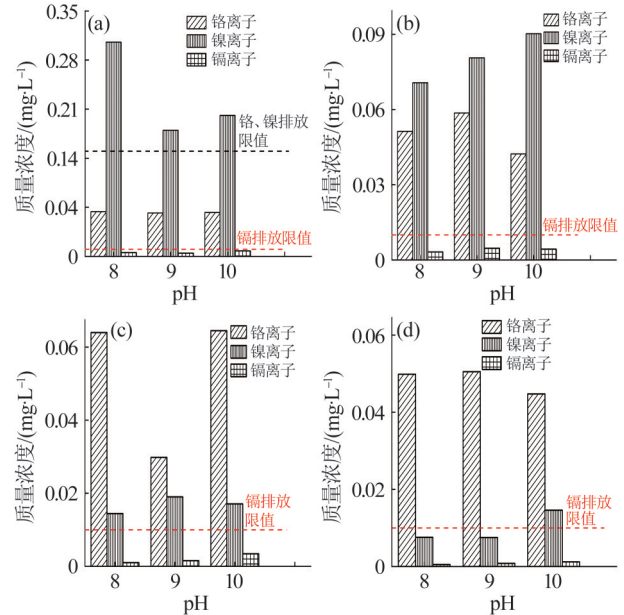 (a)
铬离子
镍离子
镉离子
铬、镍排放
限值
镉排放限值
质量浓度/(mg·L⁻¹)
0.35
0.28
0.21
0.14
0.04
0
8
9
10
pH
(b)
铬离子
镍离子
镉离子
镉排放限值
质量浓度/(mg·L⁻¹)
0.09
0.06
0.03
0
8
9
10
pH
(c)
铬离子
镍离子
镉离子
镉排放
限值
质量浓度/(mg·L⁻¹)
0.06
0.04
0.02
0
8
9
10
pH
(d)
铬离子
镍离子
镉离子
镉排放
限值
质量浓度/(mg·L⁻¹)
0.06
0.04
0.02
0
8
9
10
pH